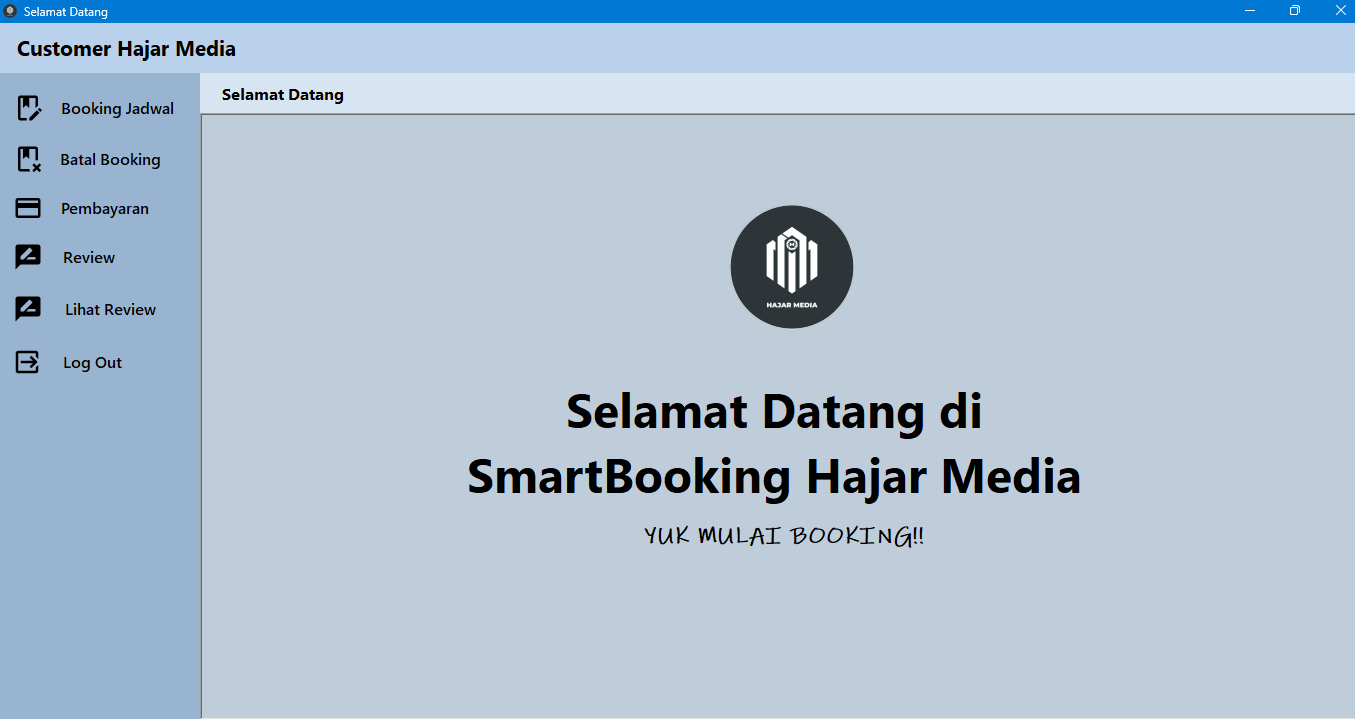 Selamat Datang
Customer Hajar Media
Booking Jadwal
Batal Booking
Pembayaran
Review
Lihat Review
Log Out
Selamat Datang
HAJAR MEDIA
Selamat Datang di
SmartBooking Hajar Media
YUK MULAI BOOKING!!